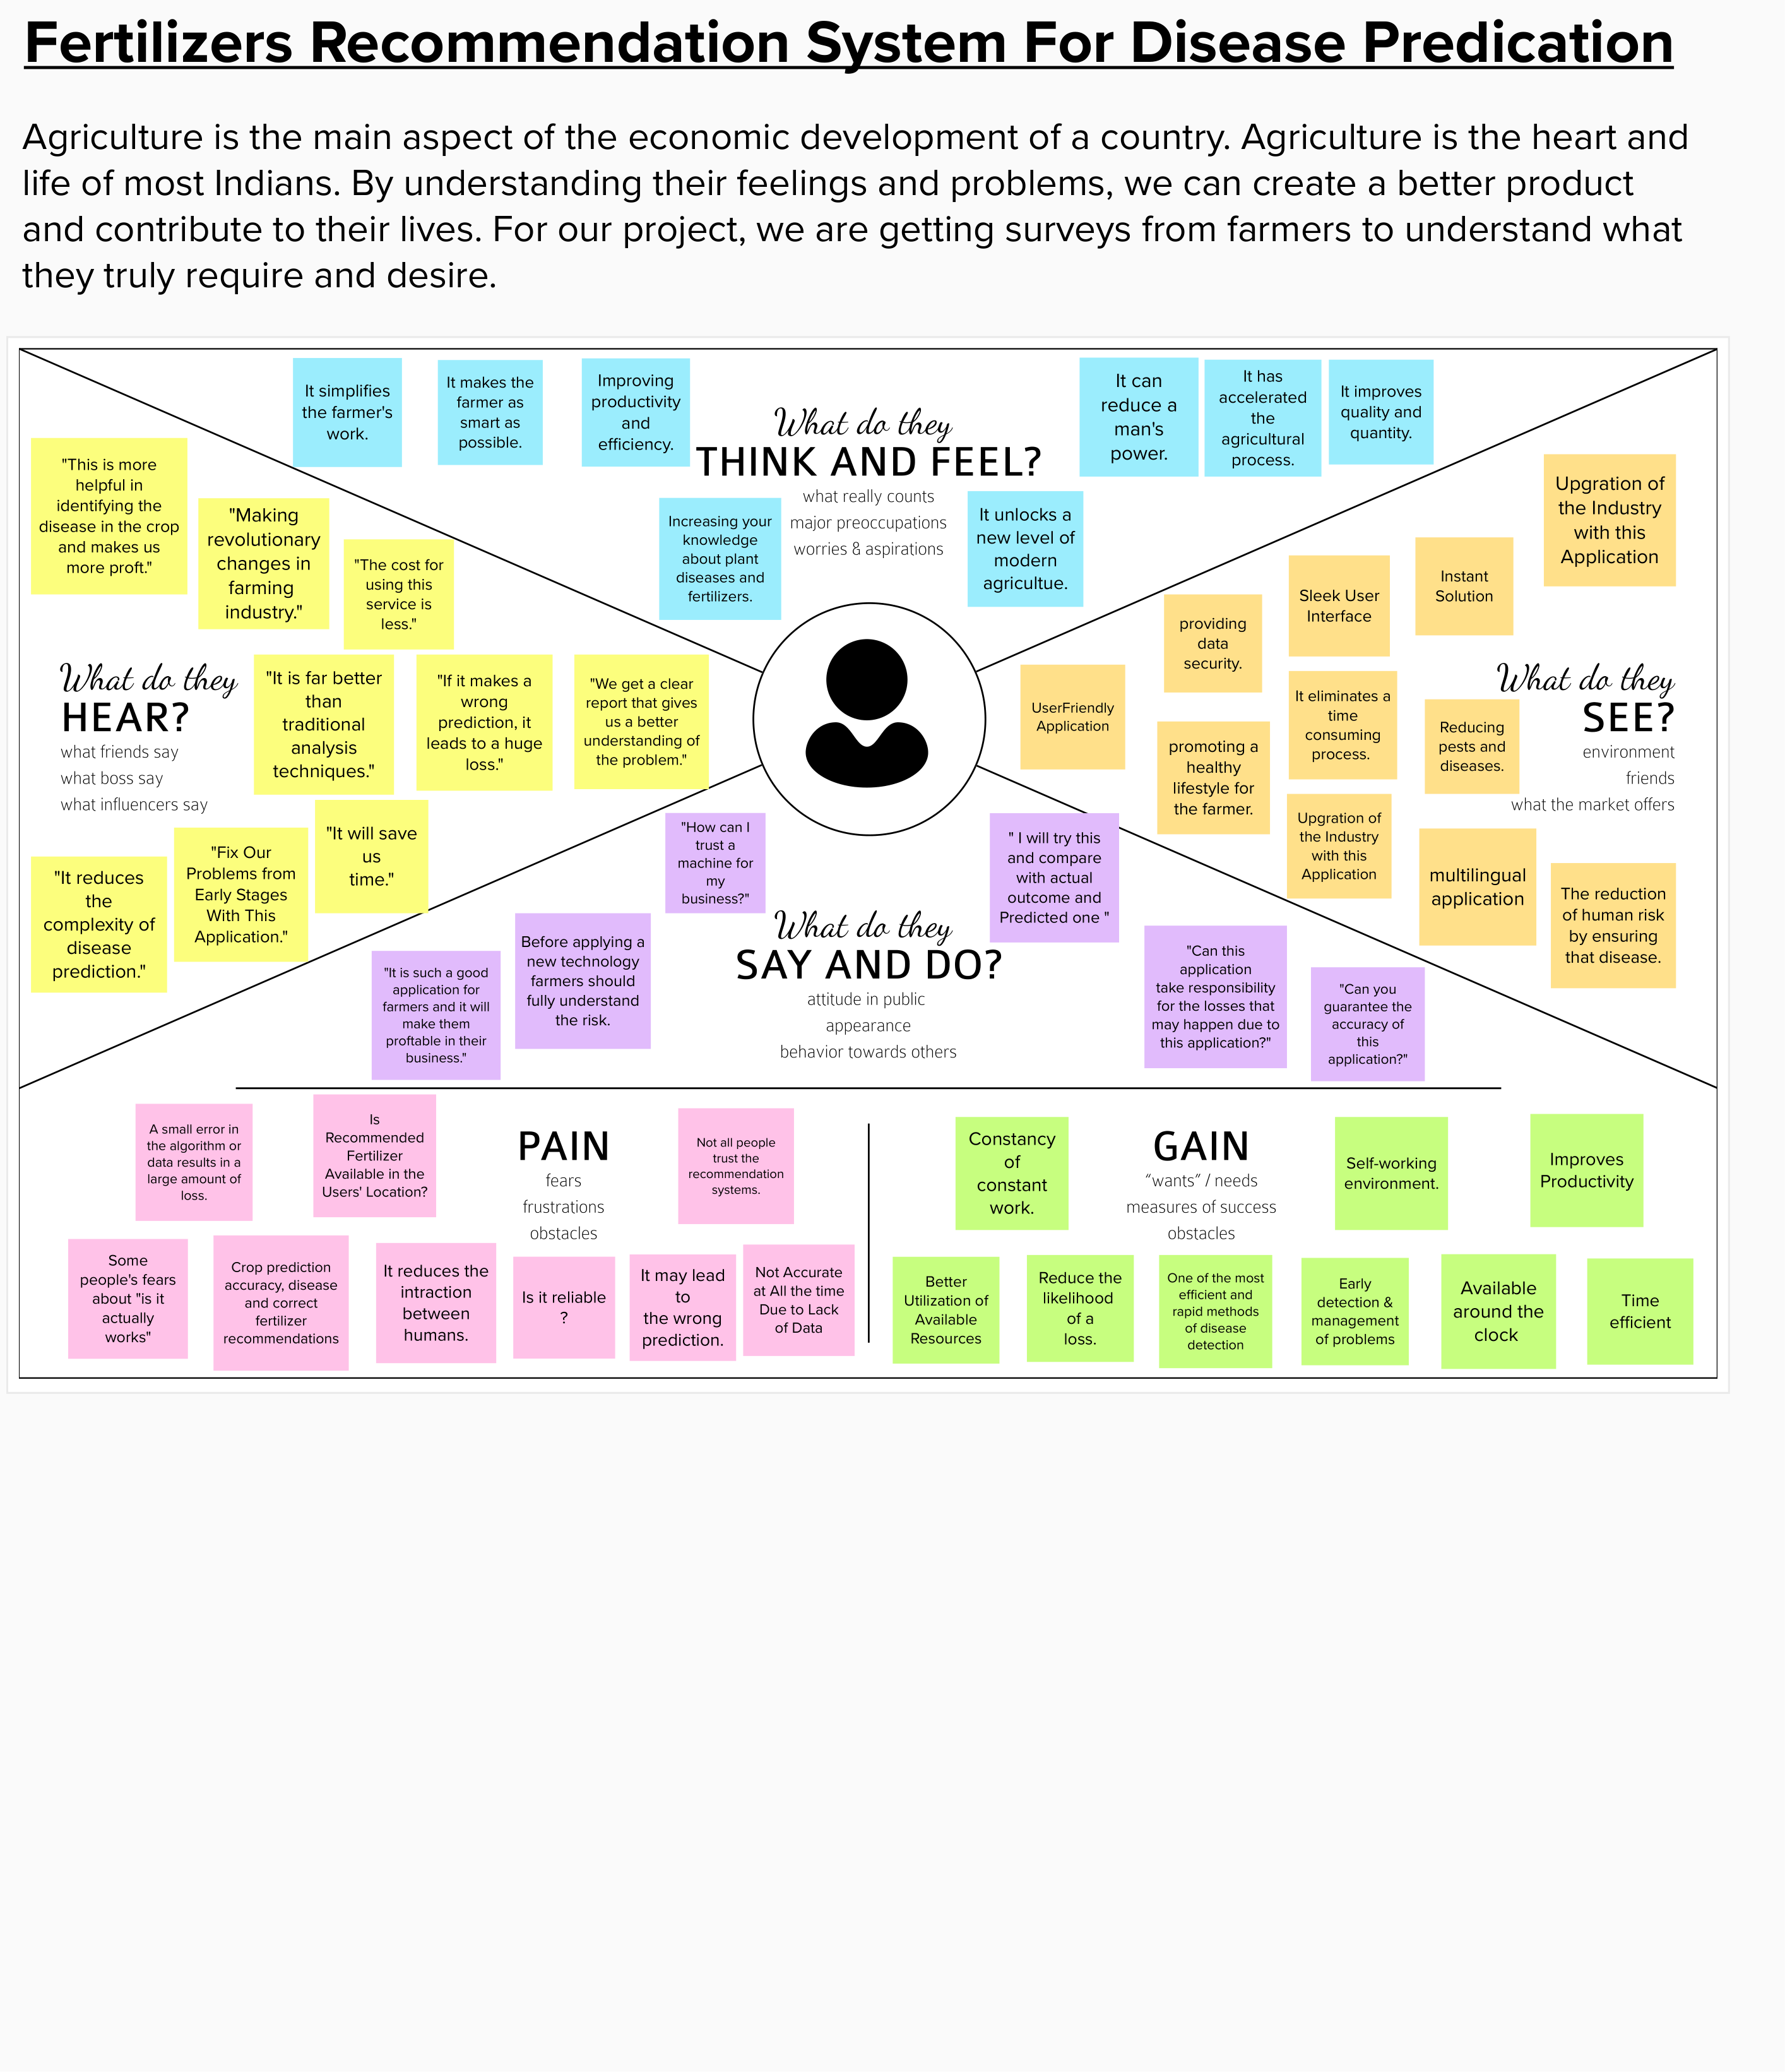 Fertilizers Recommendation System For Disease Predication
Agriculture is the main aspect of the economic development of a country. Agriculture is the heart and
life of most Indians. By understanding their feelings and problems, we can create a better product
and contribute to their lives. For our project, we are getting surveys from farmers to understand what
they truly require and desire.
It simplifies
the farmer's
work.
It makes the
farmer as
smart as
possible.
Improving
productivity
and
efficiency.
What do they
THINK AND FEEL?
what really counts
major preoccupations
worries & aspirations
It can
reduce a
man's
power.
It has
accelerated
the
agricultural
process.
It improves
quality and
quantity.
Increasing your
knowledge
about plant
diseases and
fertilizers.
It unlocks a
new level of
modern
agricultue.
"This is more
helpful in
identifying the
disease in the crop
and makes us
more proft."
"Making
revolutionary
changes in
farming
industry."
"The cost for
using this
service is
less."
What do they
HEAR?
what friends say
what boss say
what influencers say
"It is far better
than
traditional
analysis
techniques."
"If it makes a
wrong
prediction, it
leads to a huge
loss."
"We get a clear
report that gives
us a better
understanding of
the problem."
"It will save
us
time."
"Fix Our
Problems from
Early Stages
With This
Application."
"It reduces
the
complexity of
disease
prediction."
Upgration of
the Industry
with this
Application
Instant
Solution
Sleek User
Interface
providing
data
security.
UserFriendly
Application
What do they
SEE?
environment
friends
what the market offers
It eliminates a
time
consuming
process.
Reducing
pests and
diseases.
promoting a
healthy
lifestyle for
the farmer.
Upgration of
the Industry
with this
Application
multilingual
application
The reduction
of human risk
by ensuring
that disease.
"How can I
trust a
machine for
my
business?"
" I will try this
and compare
with actual
outcome and
Predicted one "
What do they
SAY AND DO?
attitude in public
appearance
behavior towards others
Before applying a
new technology
farmers should
fully understand
the risk.
"It is such a good
application for
farmers and it will
make them
proftable in their
business."
"Can this
application
take responsibility
for the losses that
may happen due to
this application?"
"Can you
guarantee the
accuracy of
this
application?"
A small error in
the algorithm or
data results in a
large amount of
loss.
Is
Recommended
Fertilizer
Available in the
Users' Location?
PAIN
fears
frustrations
obstacles
Not all people
trust the
recommendation
systems.
Some
people's fears
about "is it
actually
works"
Crop prediction
accuracy, disease
and correct
fertilizer
recommendations
It reduces the
intraction
between
humans.
Is it reliable
?
It may lead
to
the wrong
prediction.
Not Accurate
at All the time
Due to Lack
of Data
Constancy
of
constant
work.
GAIN
“wants” / needs
measures of success
obstacles
Self-working
environment.
Improves
Productivity
Better
Utilization of
Available
Resources
Reduce the
likelihood
of a
loss.
One of the most
efficient and
rapid methods
of disease
detection
Early
detection &
management
of problems
Available
around the
clock
Time
efficient